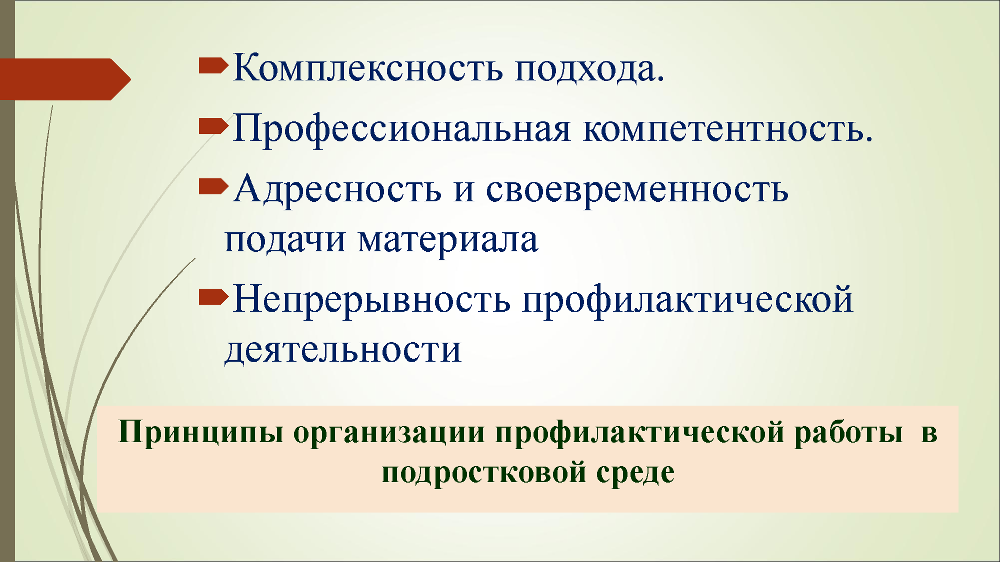 Комплексность подхода.
Профессиональная компетентность.
Адресность и своевременность
подачи материала
Непрерывность профилактической
деятельности
Принципы организации профилактической работы в
подростковой среде